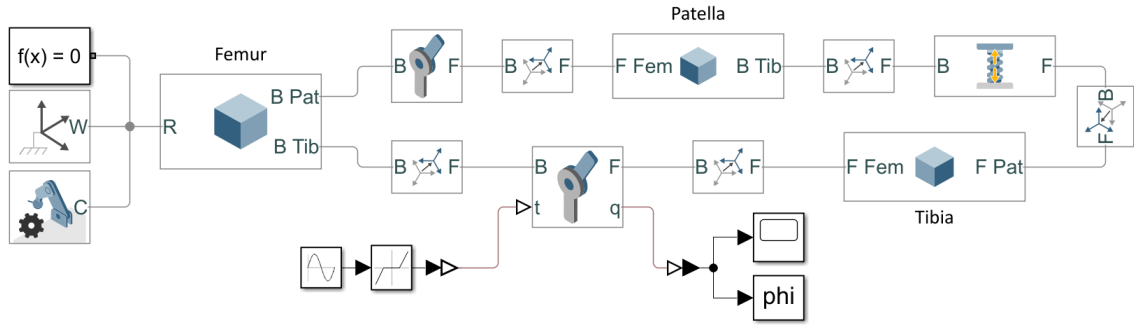 Patella
f(x) = 0
Femur
B F
B F
F Fem B Tib
B F
B F
B Pat
R
B Tib
W
B
F
B F
B F
B F
F Fem F Pat
t q
C
Tibia
phi